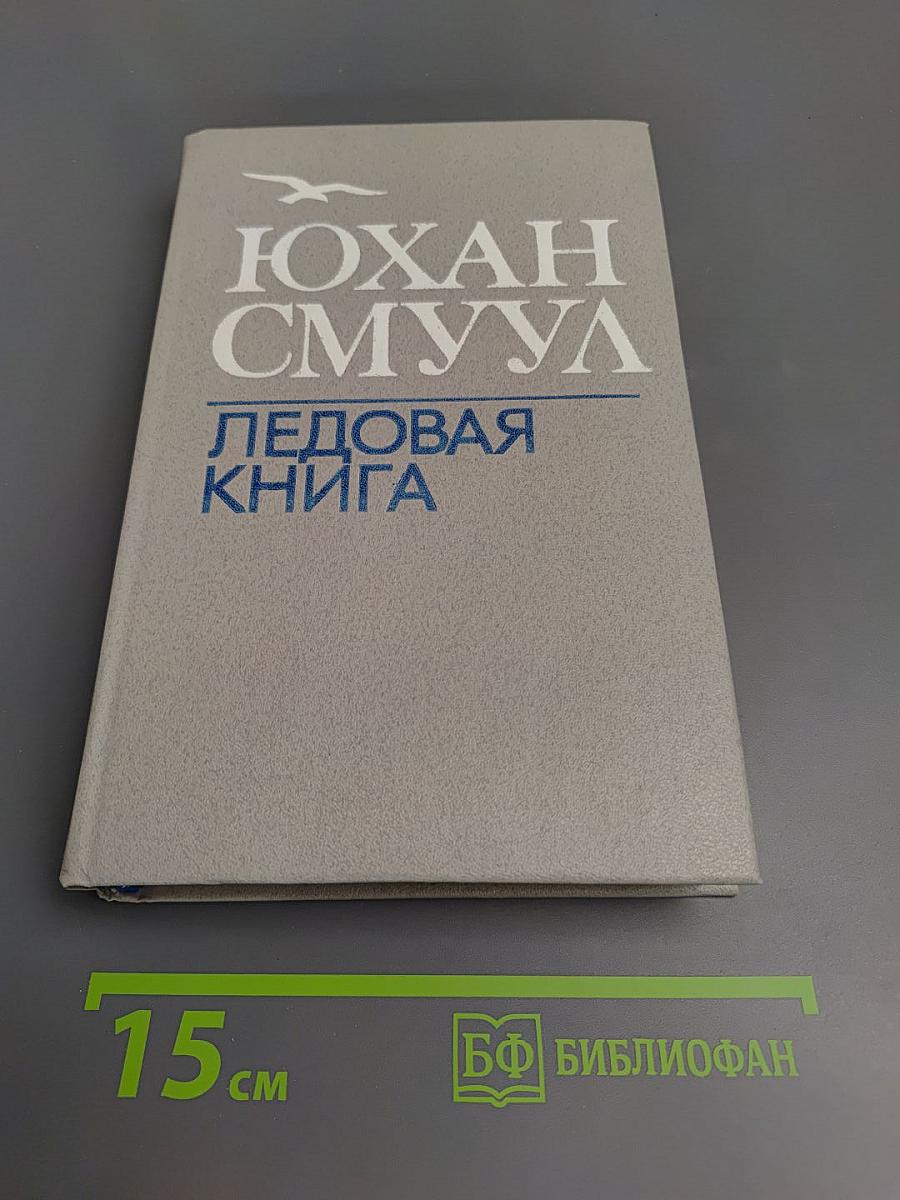 ЮХАН
СМУУЛ
ЛЕДОВАЯ
КНИГА
15 см
БФ БИБЛИОФАН